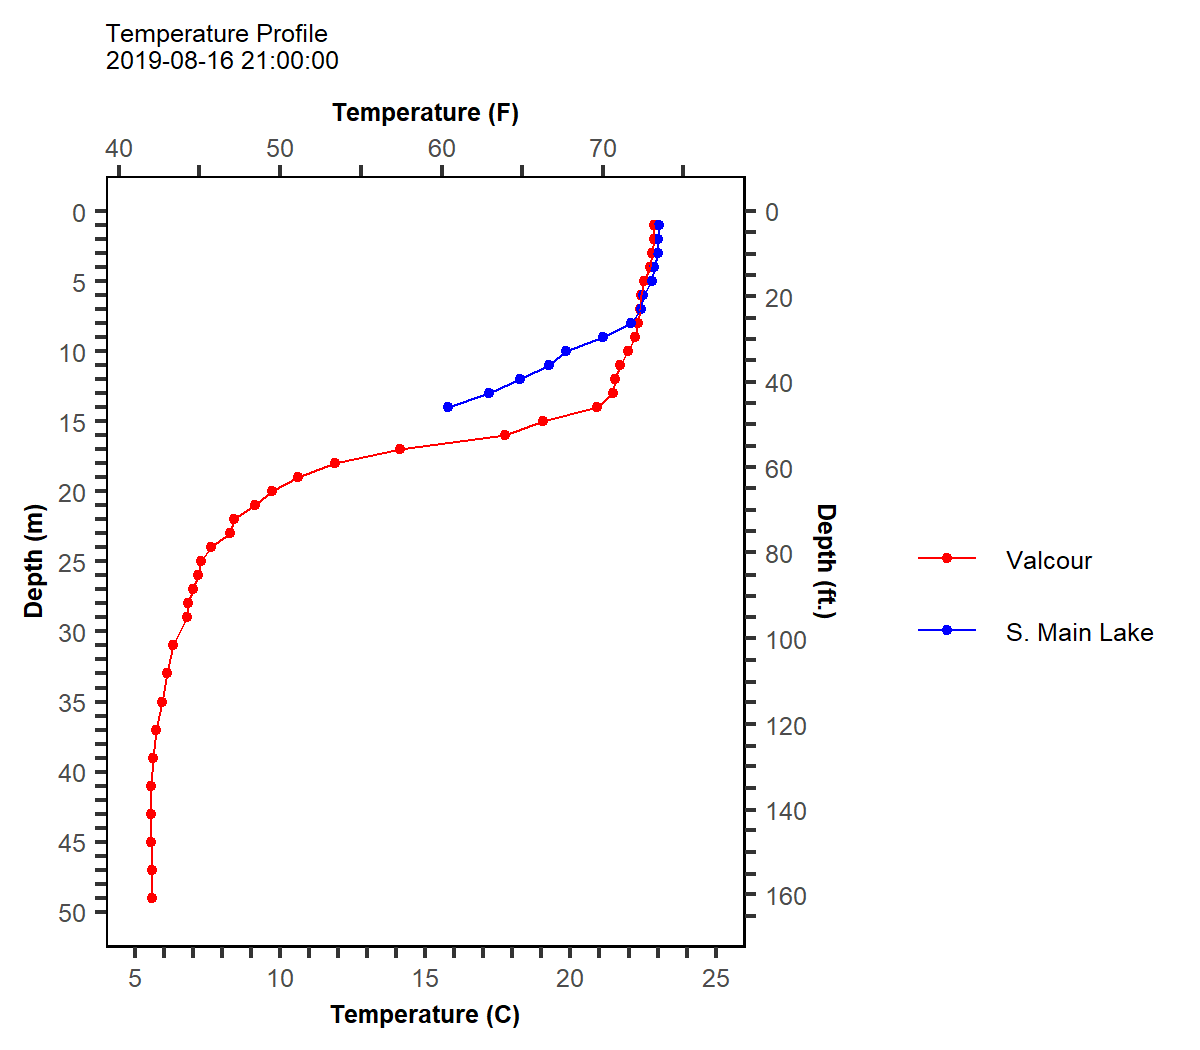 Temperature Profile
2019-08-16 21:00:00
Temperature (F)
40 50 60 70
0 0
5 20
10 40
15 60
20 80
25 100
30 120
35 140
40 160
45
50
Depth (m)
Depth (ft.)
Valcour
S. Main Lake
5 10 15 20 25
Temperature (C)